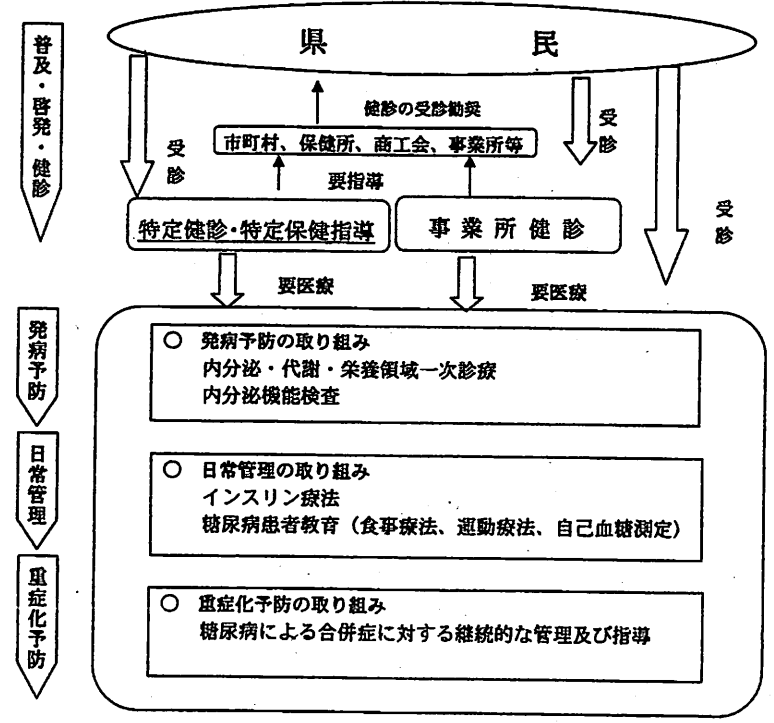 普及・啓発・健診
県 民
健診の受診勧奨
市町村、保健所、商工会、事業所等
受診
受診
受診
要指導
特定健診・特定保健指導
事業所健診
要医療
要医療
発病予防
○ 発病予防の取り組み
内分泌・代謝・栄養領域一次診療
内分泌機能検査
日常管理
○ 日常管理の取り組み
インスリン療法
糖尿病患者教育（食事療法、運動療法、自己血糖測定）
重症化予防
○ 重症化予防の取り組み
糖尿病による合併症に対する継続的な管理及び指導